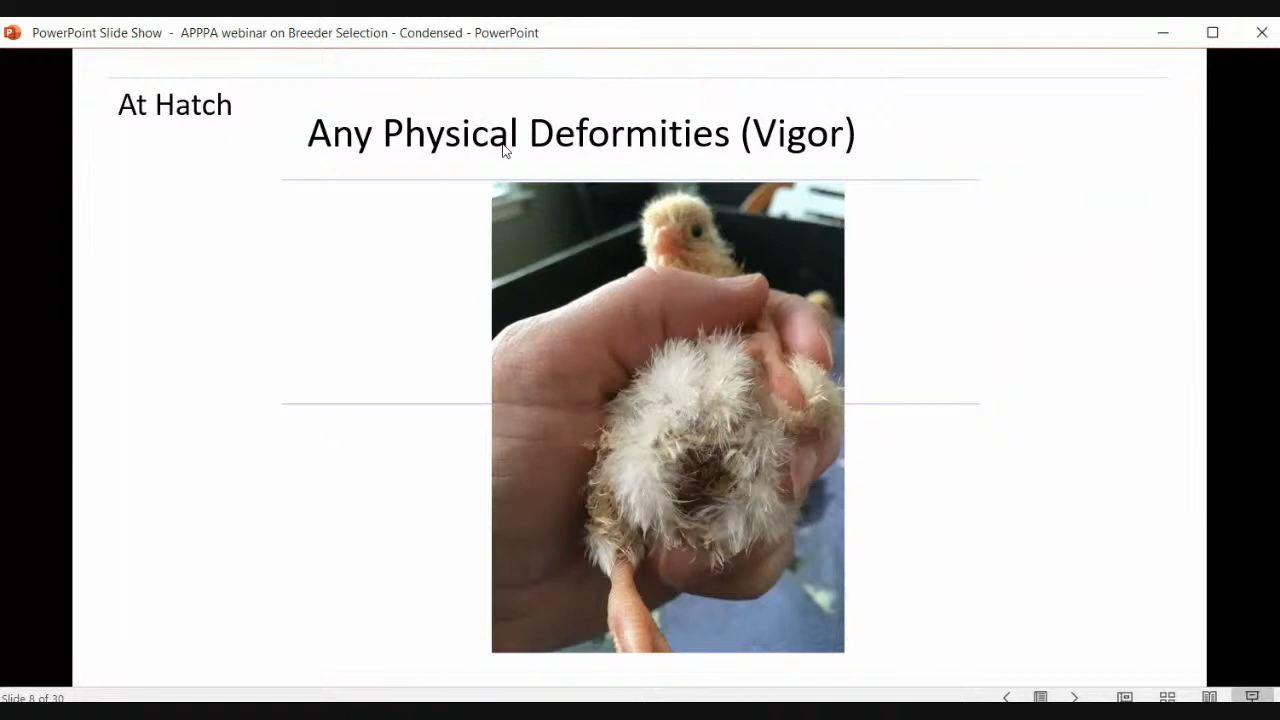 PowerPoint Slide Show - APPPA webinar on Breeder Selection - Condensed - PowerPoint
At Hatch
Any Physical Deformities (Vigor)
Slide 8 of 30